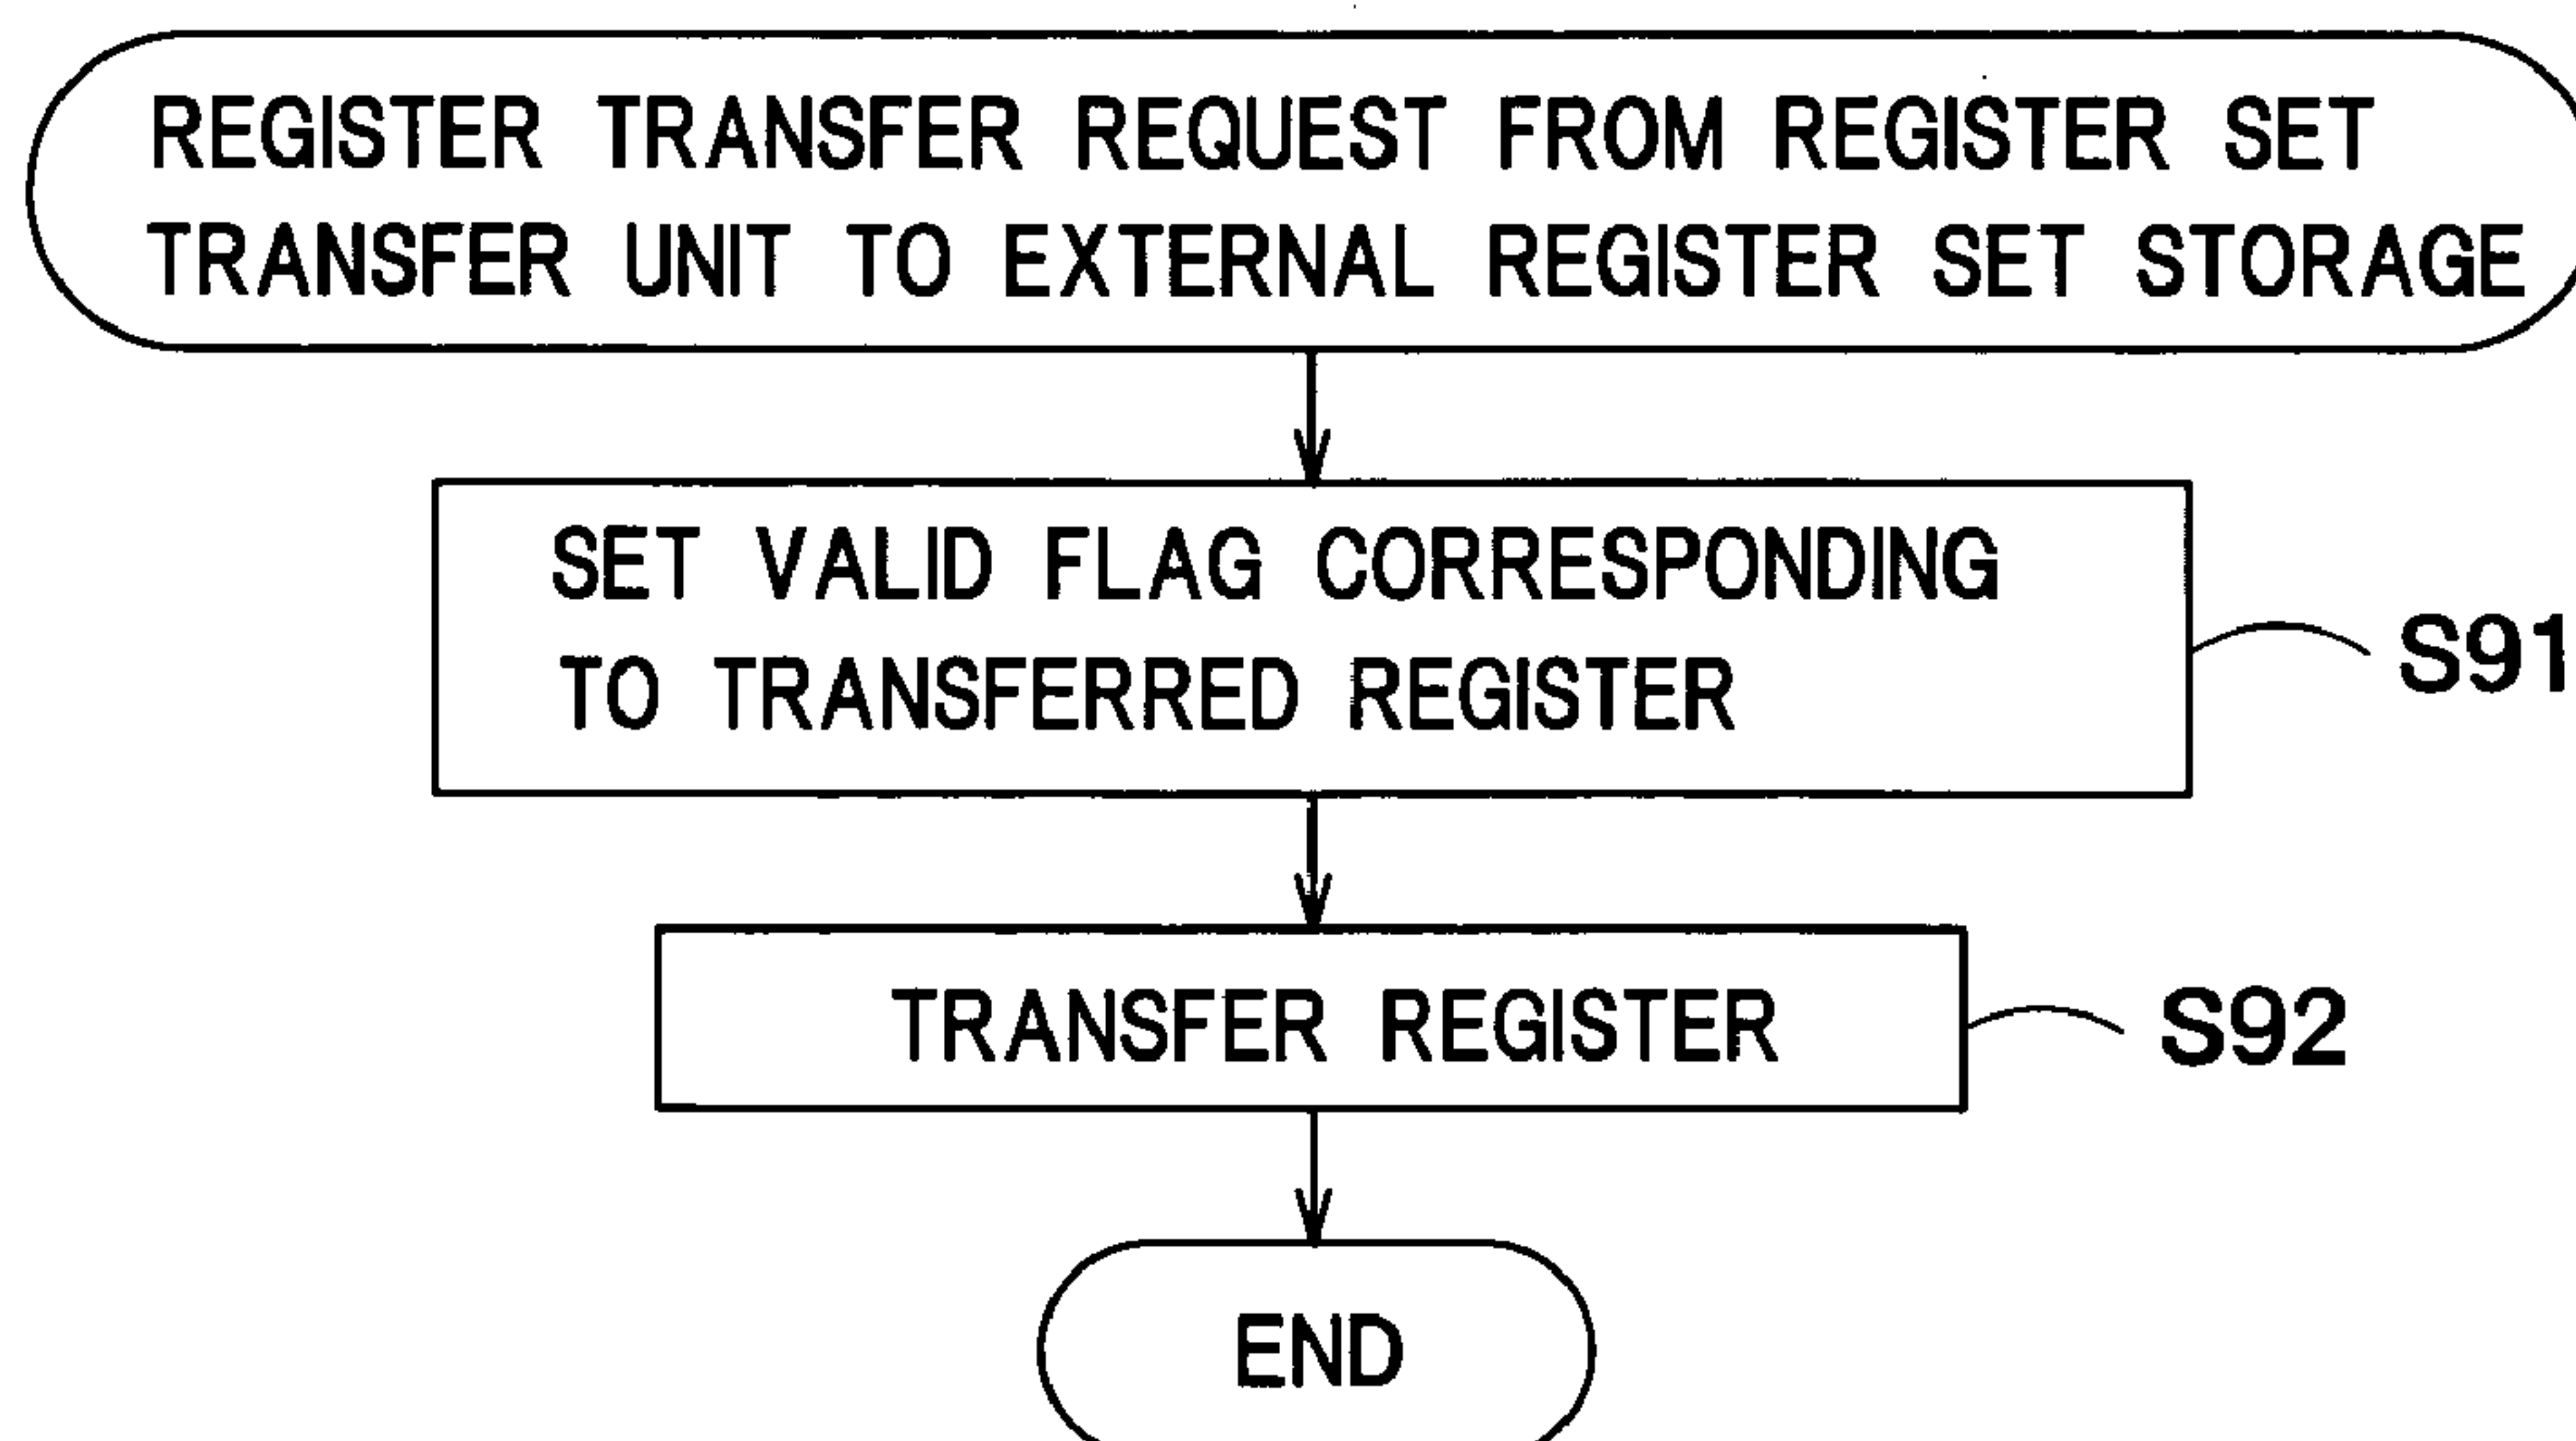 REGISTER TRANSFER REQUEST FROM REGISTER SET
TRANSFER UNIT TO EXTERNAL REGISTER SET STORAGE
SET VALID FLAG CORRESPONDING
TO TRANSFERRED REGISTER
S91
TRANSFER REGISTER
S92
END